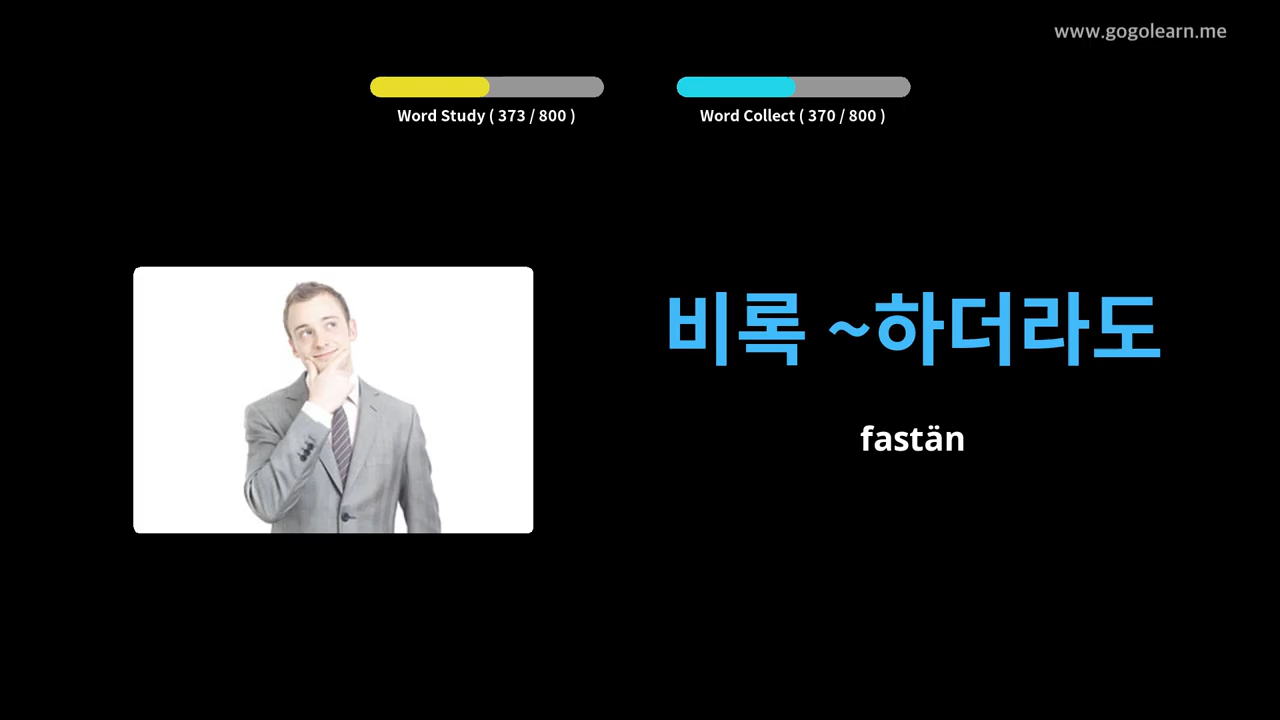 www.gogolearn.me
Word Study ( 373 / 800 )
Word Collect ( 370 / 800 )
비록 ~하더라도
fastän